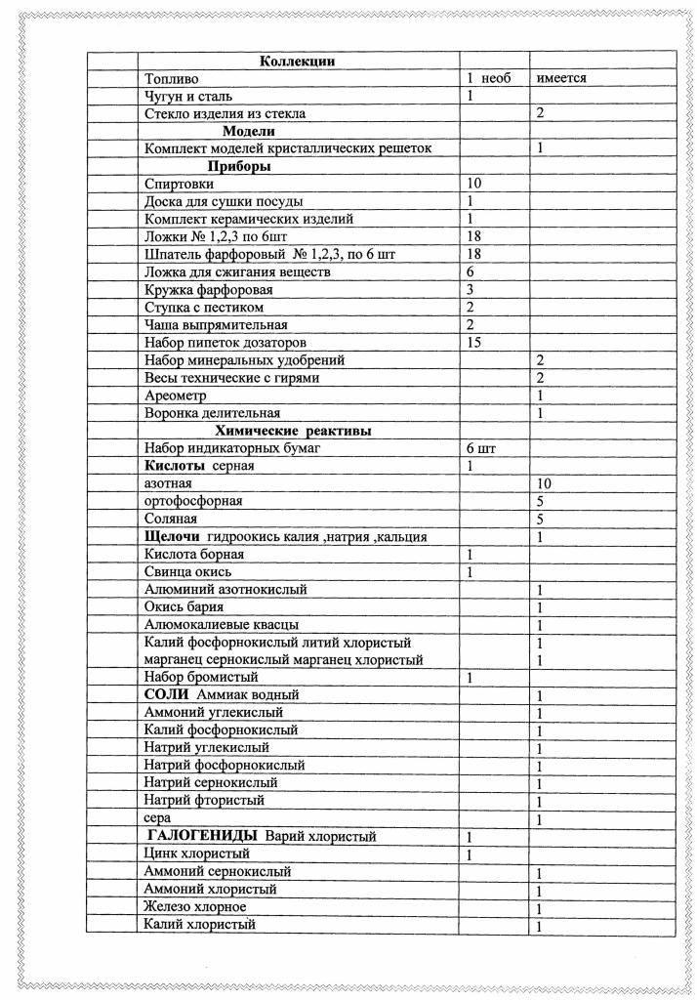 Коллекции
Топливо 1 необ имеется
Чугун и сталь 1
Стекло изделия из стекла 2
Модели
Комплект моделей кристаллических решеток 1
Приборы
Спиртовки 10
Доска для сушки посуды 1
Комплект керамических изделий 1
Ложки № 1,2,3 по 6шт 18
Шпатель фарфоровый № 1,2,3, по 6 шт 18
Ложка для сжигания веществ 6
Кружка фарфоровая 3
Ступка с пестиком 2
Чаша выпрямительная 2
Набор пипеток дозаторов 15
Набор минеральных удобрений 2
Весы технические с гирями 2
Ареометр 1
Воронка делительная 1
Химические реактивы
Набор индикаторных бумаг 6 шт
Кислоты серная 1
азотная 10
ортофосфорная 5
Соляная 5
Щелочи гидроокись калия ,натрия ,кальция 1
Кислота борная 1
Свинца окись 1
Алюминий азотнокислый 1
Окись бария 1
Алюмокалиевые квасцы 1
Калий фосфорнокислый литий хлористый 1
марганец сернокислый марганец хлористый 1
Набор бромистый 1
СОЛИ Аммиак водный 1
Аммоний углекислый 1
Калий фосфорнокислый 1
Натрий углекислый 1
Натрий фосфорнокислый 1
Натрий сернокислый 1
Натрий фтористый 1
сера 1
ГАЛОГЕНИДЫ Варий хлористый 1
Цинк хлористый 1
Аммоний сернокислый 1
Аммоний хлористый 1
Железо хлорное 1
Калий хлористый 1